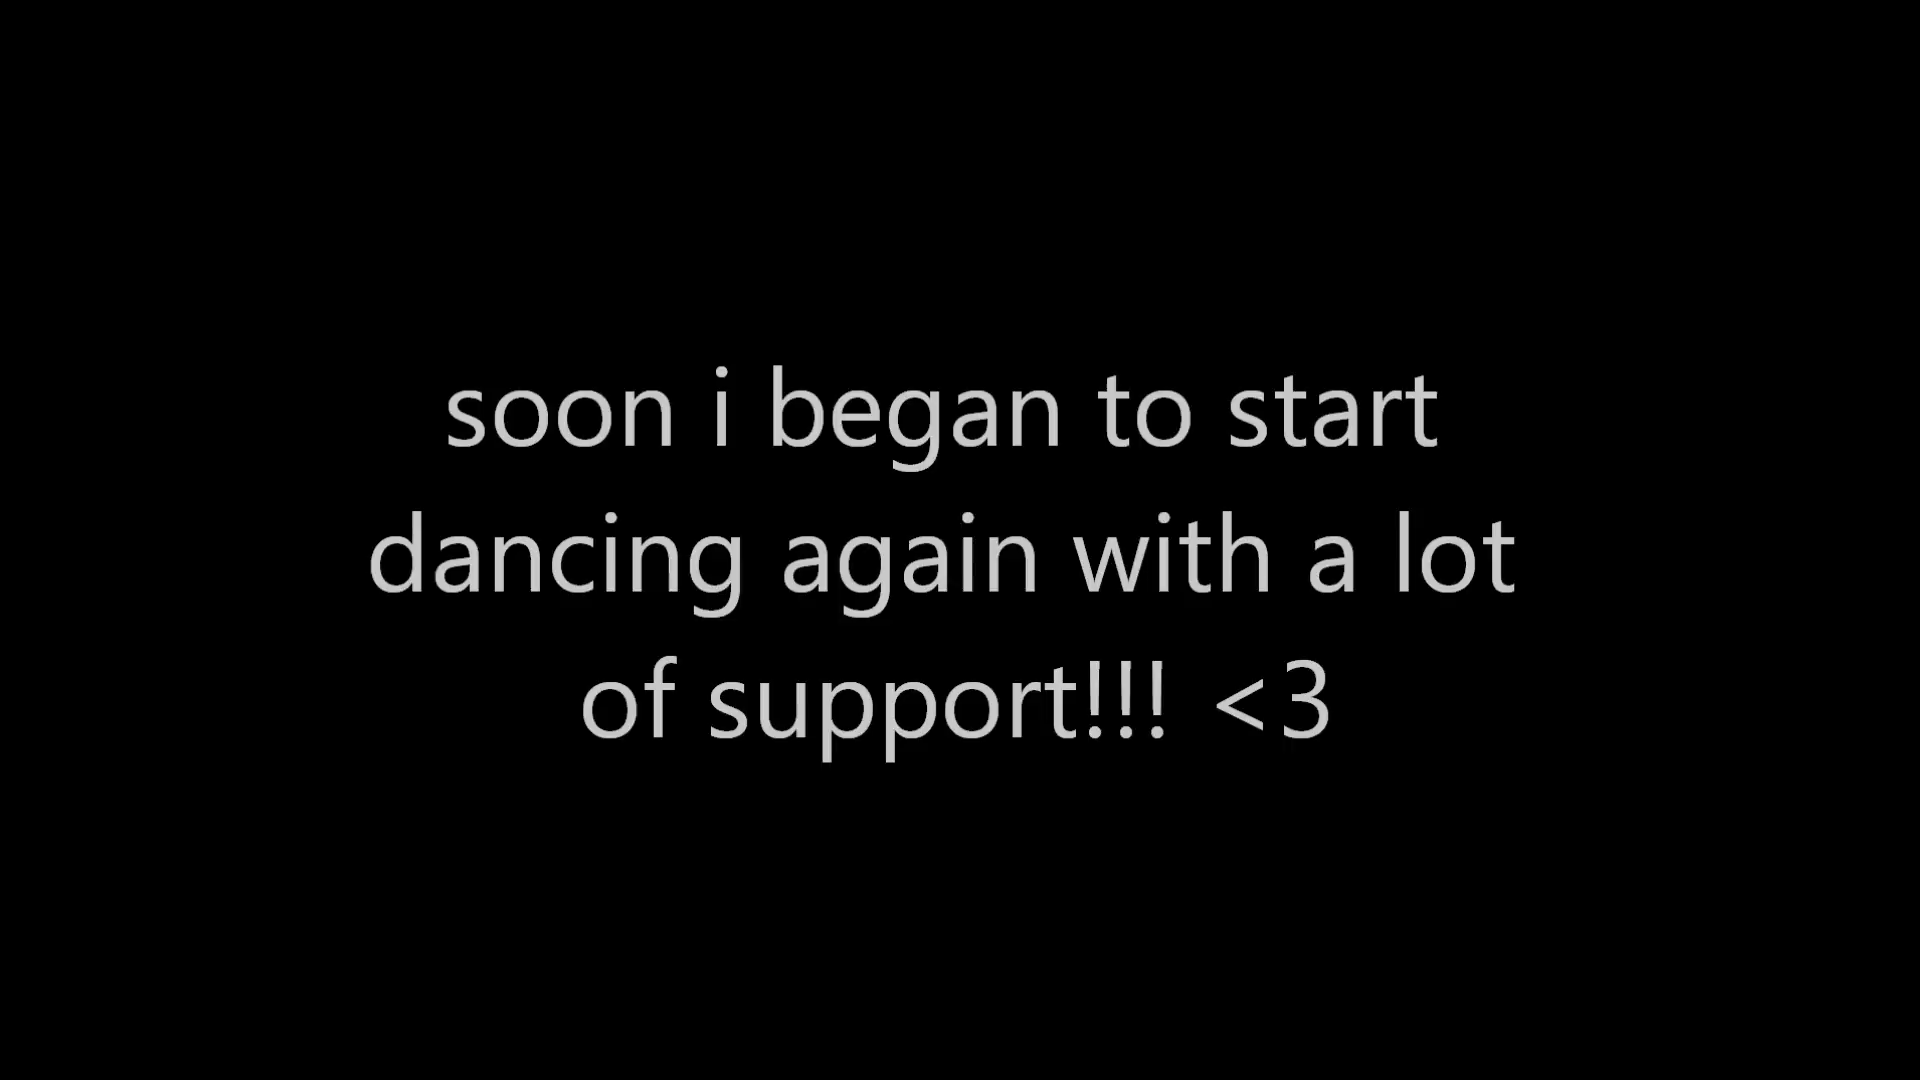 soon i began to start
dancing again with a lot
of support!!! <3